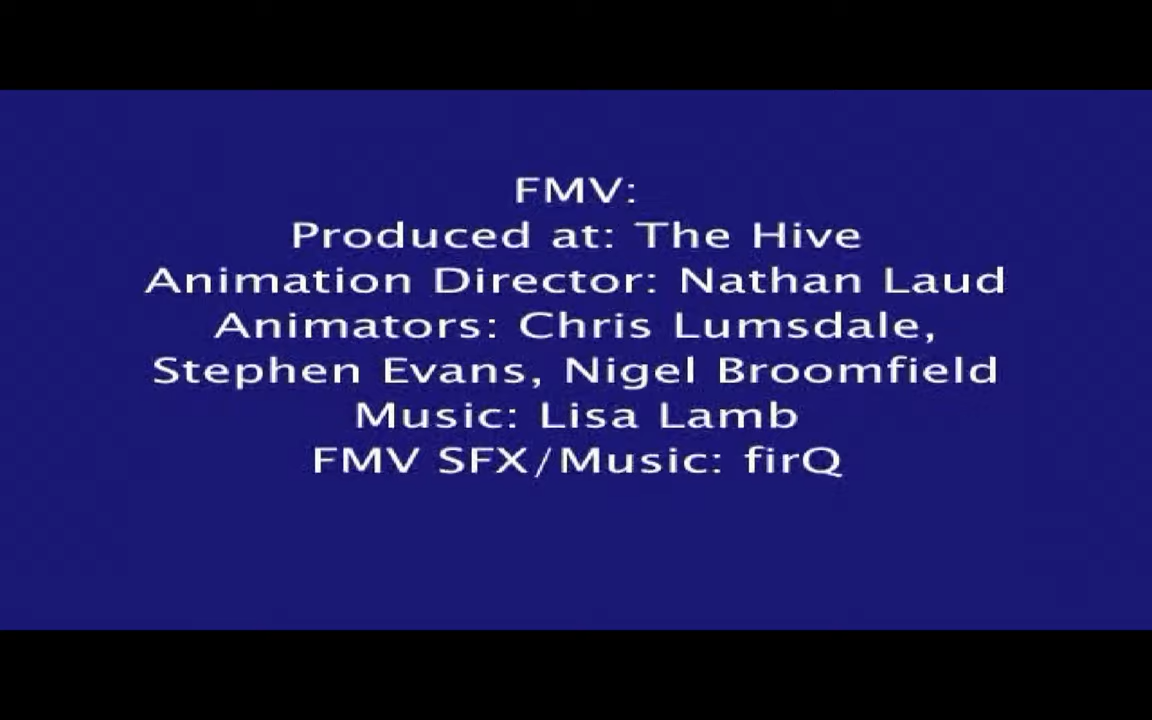 FMV:
Produced at: The Hive
Animation Director: Nathan Laud
Animators: Chris Lumsdale,
Stephen Evans, Nigel Broomfield
Music: Lisa Lamb
FMV SFX/Music: firQ